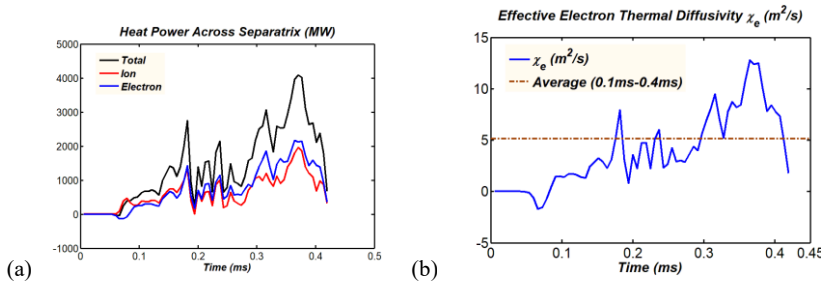 Heat Power Across Separatrix (MW)
5000
4000
3000
2000
1000
0
-1000
Total
Ion
Electron
0
0.1
0.2
0.3
0.4
0.5
Time (ms)
(a)
Effective Electron Thermal Diffusivity χe (m²/s)
15
10
5
0
5
χe (m²/s)
Average (0.1ms-0.4ms)
0
0.1
0.2
0.3
0.4
0.45
Time (ms)
(b)